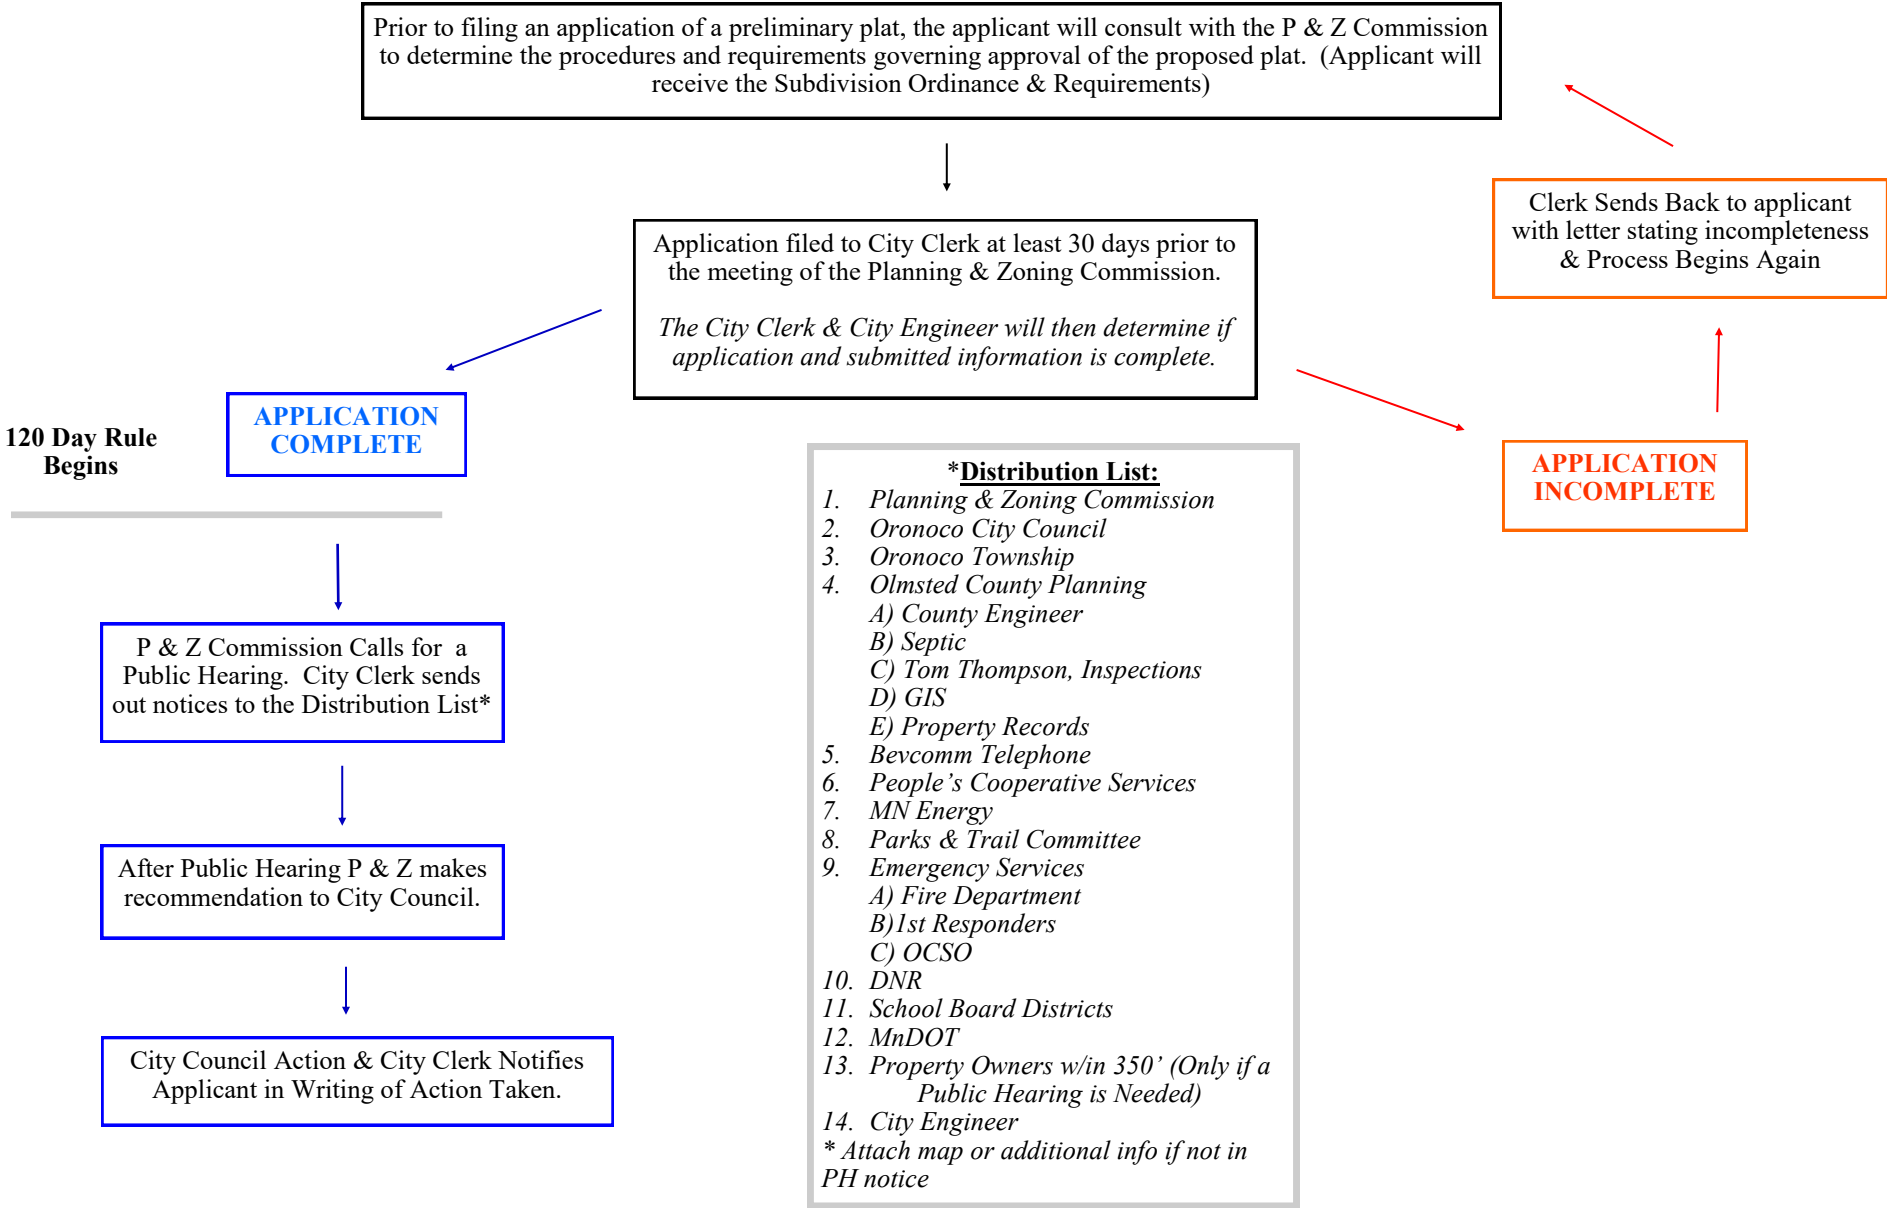 Prior to filing an application of a preliminary plat, the applicant will consult with the P & Z Commission
to determine the procedures and requirements governing approval of the proposed plat.  (Applicant will
receive the Subdivision Ordinance & Requirements)
Clerk Sends Back to applicant
with letter stating incompleteness
& Process Begins Again
Application filed to City Clerk at least 30 days prior to
the meeting of the Planning & Zoning Commission.
The City Clerk & City Engineer will then determine if
application and submitted information is complete.
120 Day Rule
Begins
APPLICATION
COMPLETE
APPLICATION
INCOMPLETE
P & Z Commission Calls for  a
Public Hearing.  City Clerk sends
out notices to the Distribution List*
After Public Hearing P & Z makes
recommendation to City Council.
City Council Action & City Clerk Notifies
Applicant in Writing of Action Taken.
*Distribution List:
1. Planning & Zoning Commission
2. Oronoco City Council
3. Oronoco Township
4. Olmsted County Planning
A) County Engineer
B) Septic
C) Tom Thompson, Inspections
D) GIS
E) Property Records
5. Bevcomm Telephone
6. People’s Cooperative Services
7. MN Energy
8. Parks & Trail Committee
9. Emergency Services
A) Fire Department
B)1st Responders
C) OCSO
10. DNR
11. School Board Districts
12. MnDOT
13. Property Owners w/in 350’ (Only if a
Public Hearing is Needed)
14. City Engineer
* Attach map or additional info if not in
PH notice